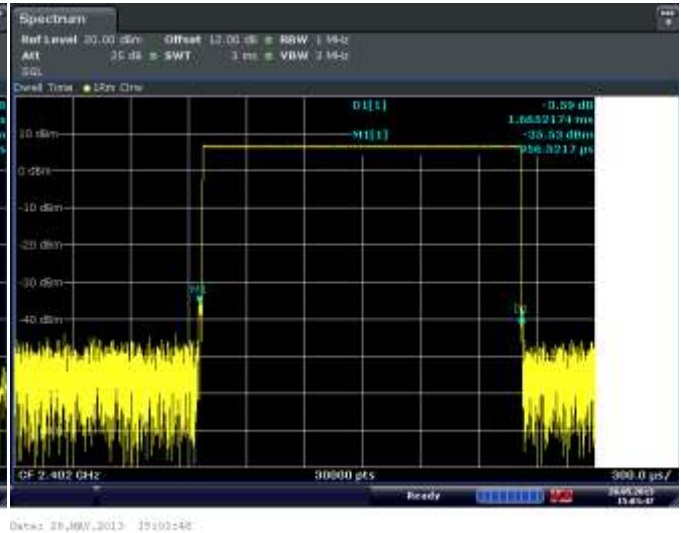 Spectrum
Ref Level 20.00 dBm Offset 12.00 dB RBW 1 MHz
Att 25 dB SWT 3 ms VBW 3 MHz
SGL
Dwell Time 1Rm Clrw
D1[1] -0.59 dB
1.6652174 ms
10 dBm M1[1] -35.53 dBm
956.5217 µs
0 dBm
-10 dBm
-20 dBm
-30 dBm
M1
-40 dBm
CF 2.402 GHz 30000 pts 300.0 µs/
Ready
Date: 28.MAY.2013